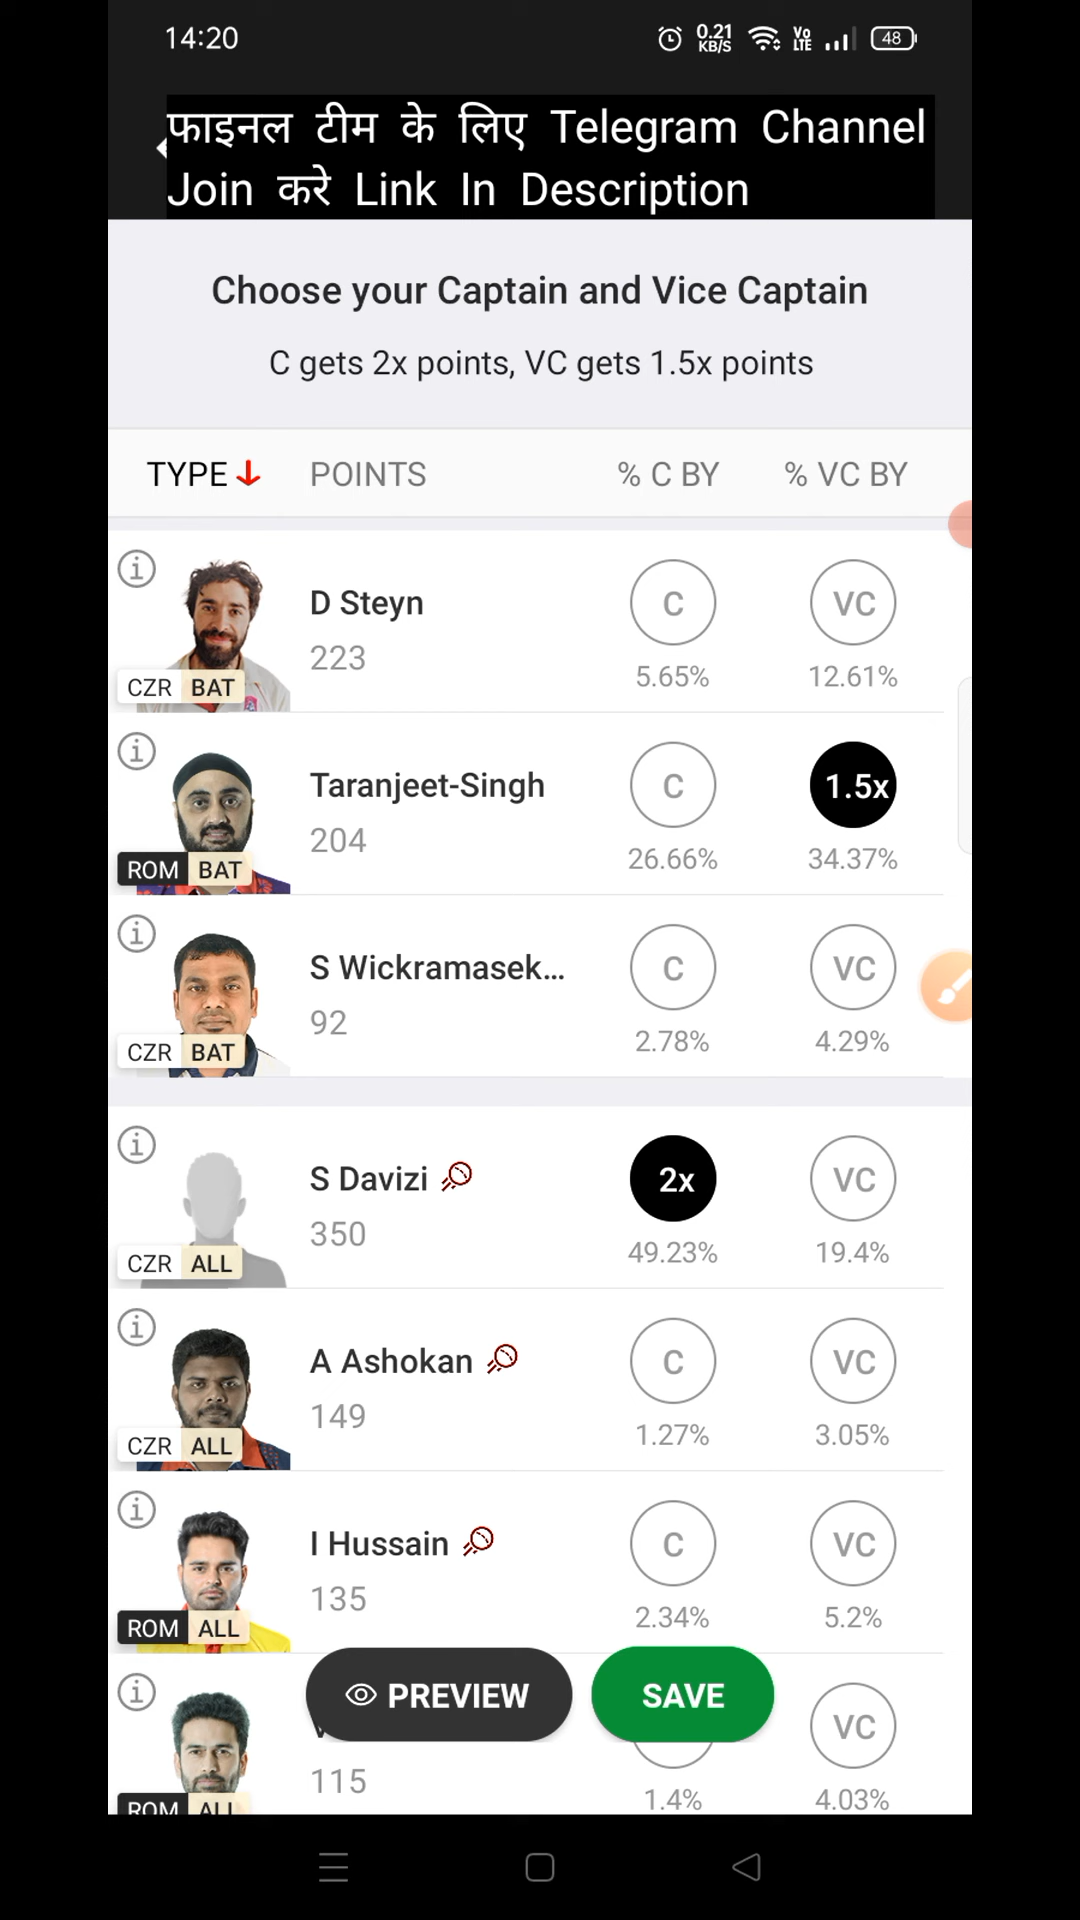 14:20
0.21 KB/S Vo LTE 48
फाइनल टीम के लिए Telegram Channel
Join करे Link In Description
Choose your Captain and Vice Captain
C gets 2x points, VC gets 1.5x points
TYPE POINTS % C BY % VC BY
D Steyn C VC
223
CZR BAT 5.65% 12.61%
Taranjeet-Singh C 1.5x
204
ROM BAT 26.66% 34.37%
S Wickramasek... C VC
92
CZR BAT 2.78% 4.29%
S Davizi 2x VC
350
CZR ALL 49.23% 19.4%
A Ashokan C VC
149
CZR ALL 1.27% 3.05%
I Hussain C VC
135
ROM ALL 2.34% 5.2%
PREVIEW SAVE VC
115
ROM ALL 1.4% 4.03%